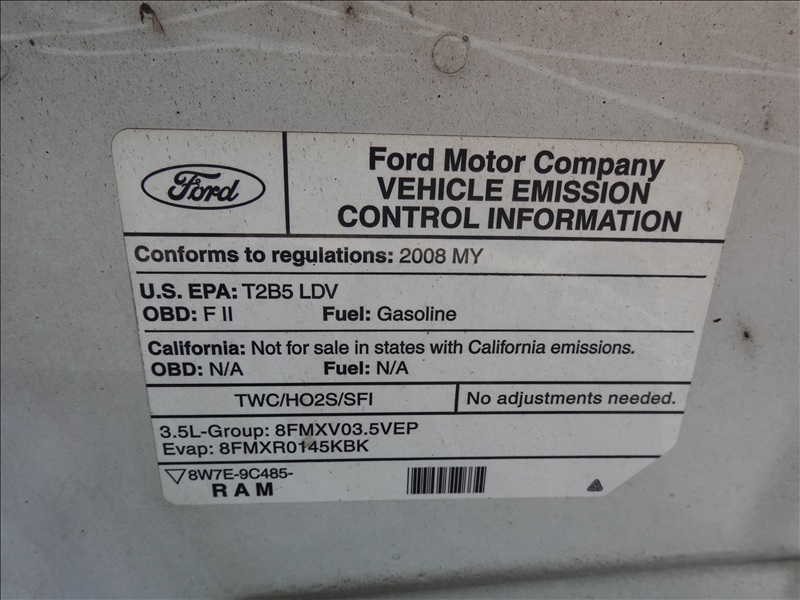 Ford
Ford Motor Company
VEHICLE EMISSION
CONTROL INFORMATION
Conforms to regulations: 2008 MY
U.S. EPA: T2B5 LDV
OBD: F II Fuel: Gasoline
California: Not for sale in states with California emissions.
OBD: N/A Fuel: N/A
TWC/HO2S/SFI No adjustments needed.
3.5L-Group: 8FMXV03.5VEP
Evap: 8FMXR0145KBK
8W7E-9C485-
RAM